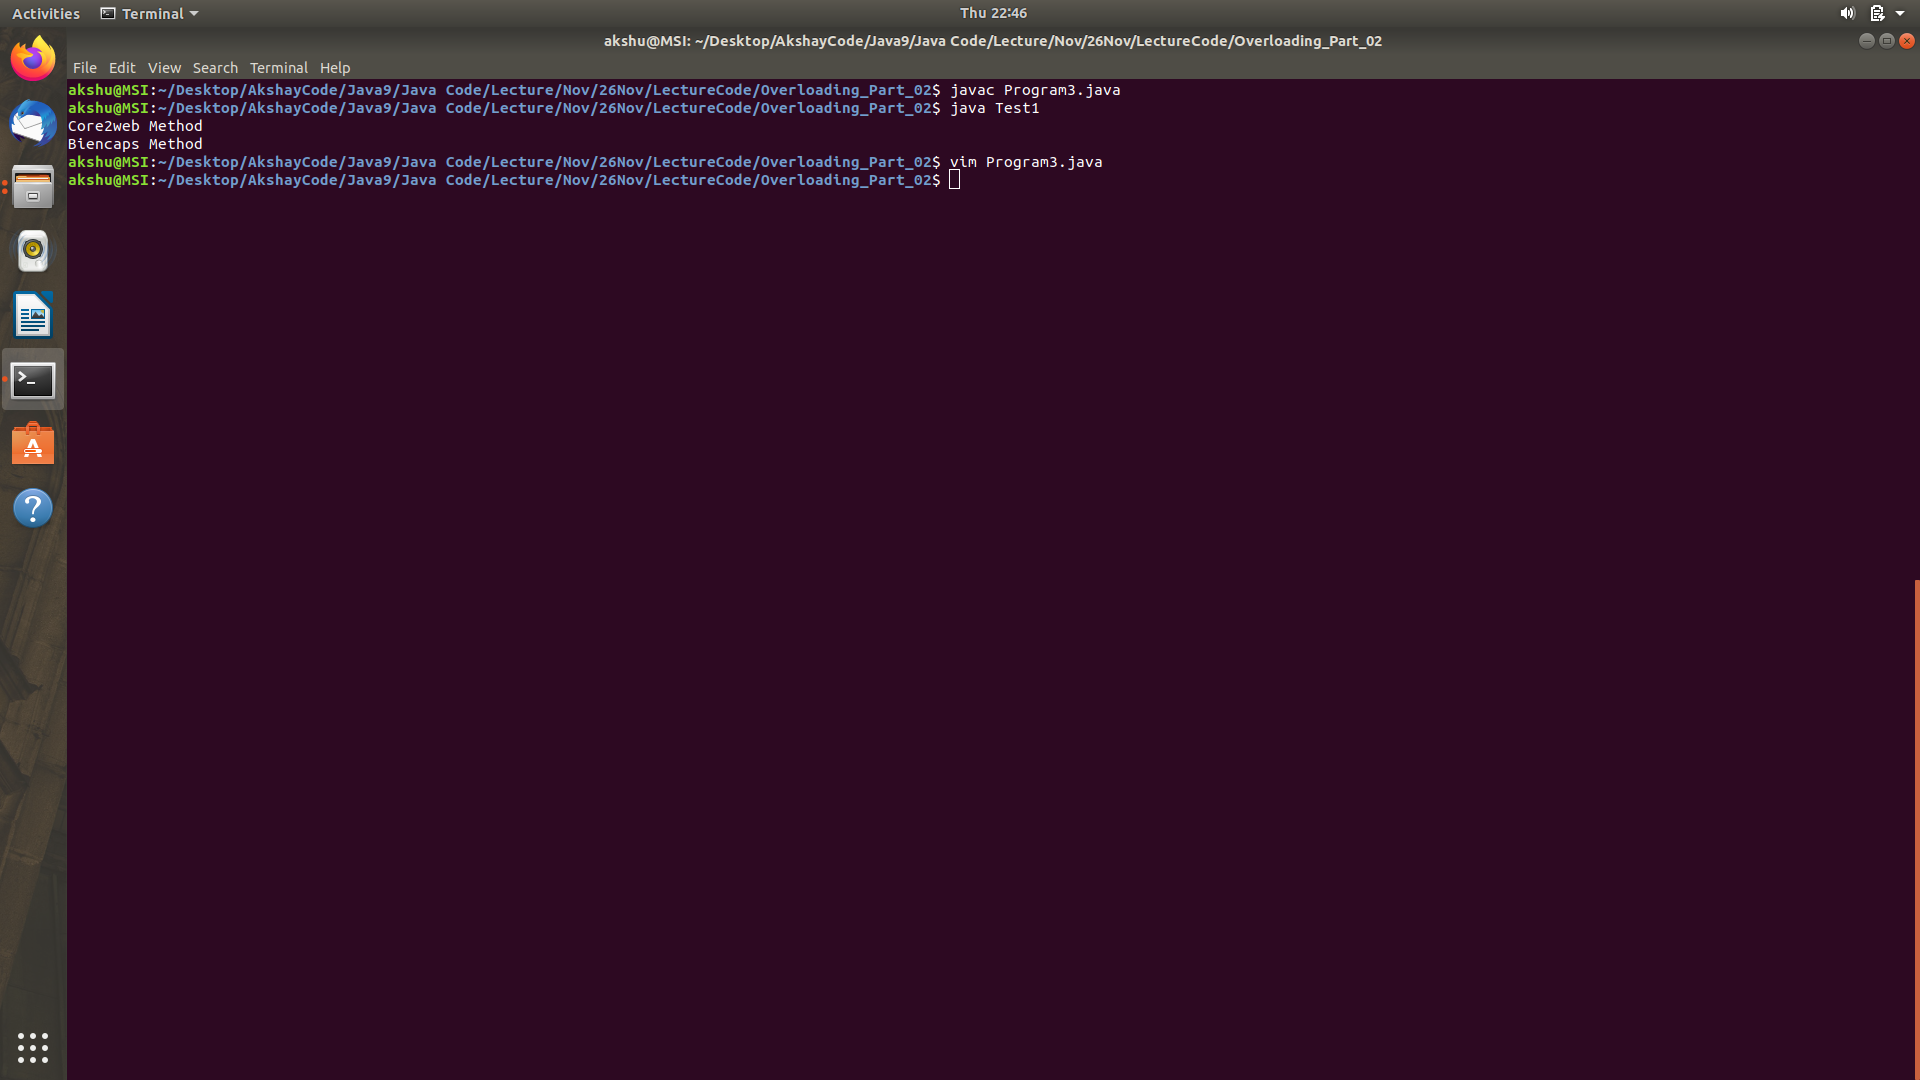 Activities Terminal Thu 22:46
akshu@MSI: ~/Desktop/AkshayCode/Java9/Java Code/Lecture/Nov/26Nov/LectureCode/Overloading_Part_02
File Edit View Search Terminal Help
akshu@MSI:~/Desktop/AkshayCode/Java9/Java Code/Lecture/Nov/26Nov/LectureCode/Overloading_Part_02$ javac Program3.java
akshu@MSI:~/Desktop/AkshayCode/Java9/Java Code/Lecture/Nov/26Nov/LectureCode/Overloading_Part_02$ java Test1
Core2web Method
Biencaps Method
akshu@MSI:~/Desktop/AkshayCode/Java9/Java Code/Lecture/Nov/26Nov/LectureCode/Overloading_Part_02$ vim Program3.java
akshu@MSI:~/Desktop/AkshayCode/Java9/Java Code/Lecture/Nov/26Nov/LectureCode/Overloading_Part_02$